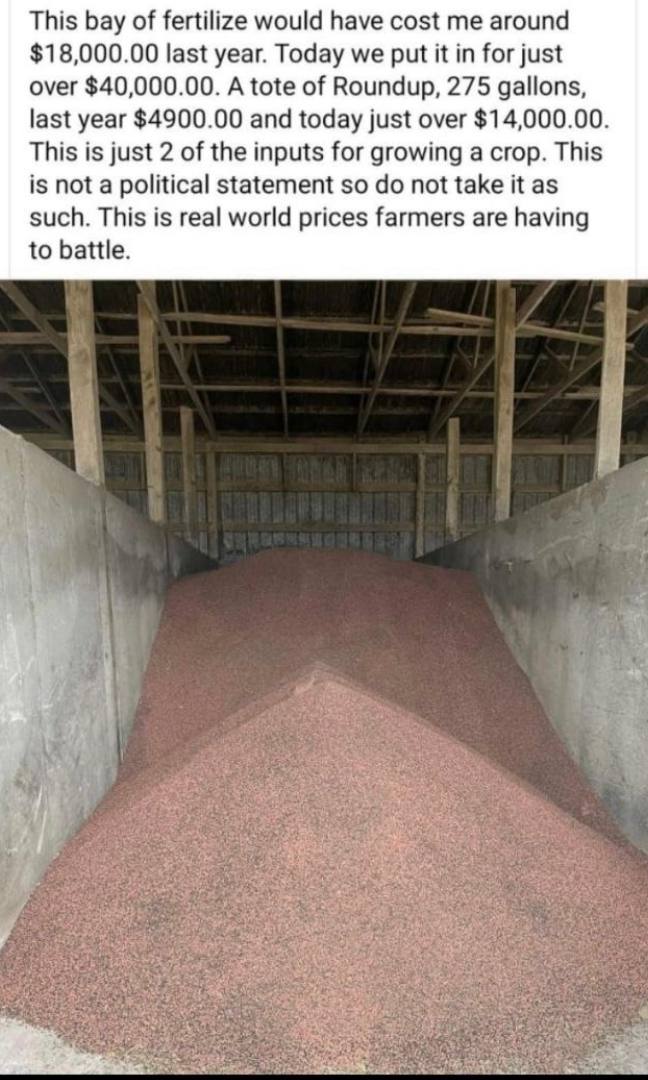 This bay of fertilize would have cost me around
$18,000.00 last year. Today we put it in for just
over $40,000.00. A tote of Roundup, 275 gallons,
last year $4900.00 and today just over $14,000.00.
This is just 2 of the inputs for growing a crop. This
is not a political statement so do not take it as
such. This is real world prices farmers are having
to battle.